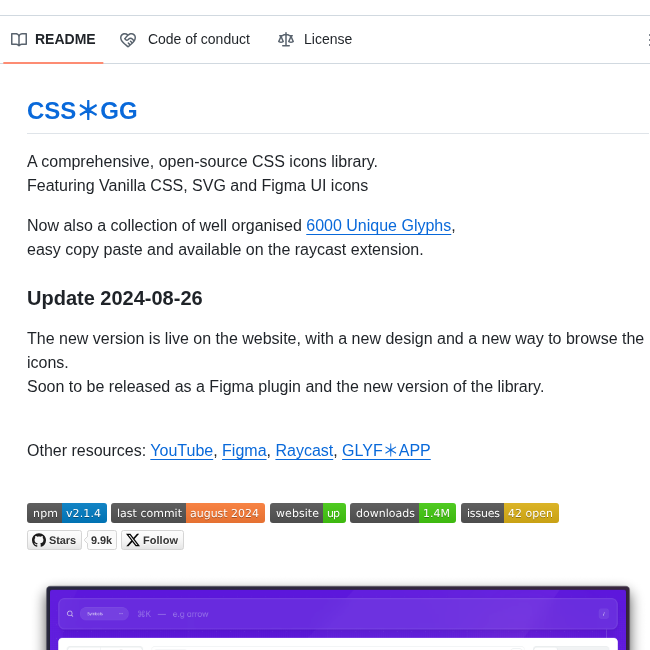 README Code of conduct License
CSS⚹GG
A comprehensive, open-source CSS icons library.
Featuring Vanilla CSS, SVG and Figma UI icons
Now also a collection of well organised 6000 Unique Glyphs,
easy copy paste and available on the raycast extension.
Update 2024-08-26
The new version is live on the website, with a new design and a new way to browse the
icons.
Soon to be released as a Figma plugin and the new version of the library.
Other resources: YouTube, Figma, Raycast, GLYF⚹APP
npm v2.1.4 last commit august 2024 website up downloads 1.4M issues 42 open
Stars 9.9k Follow
Symbols ⌘K — e.g arrow /